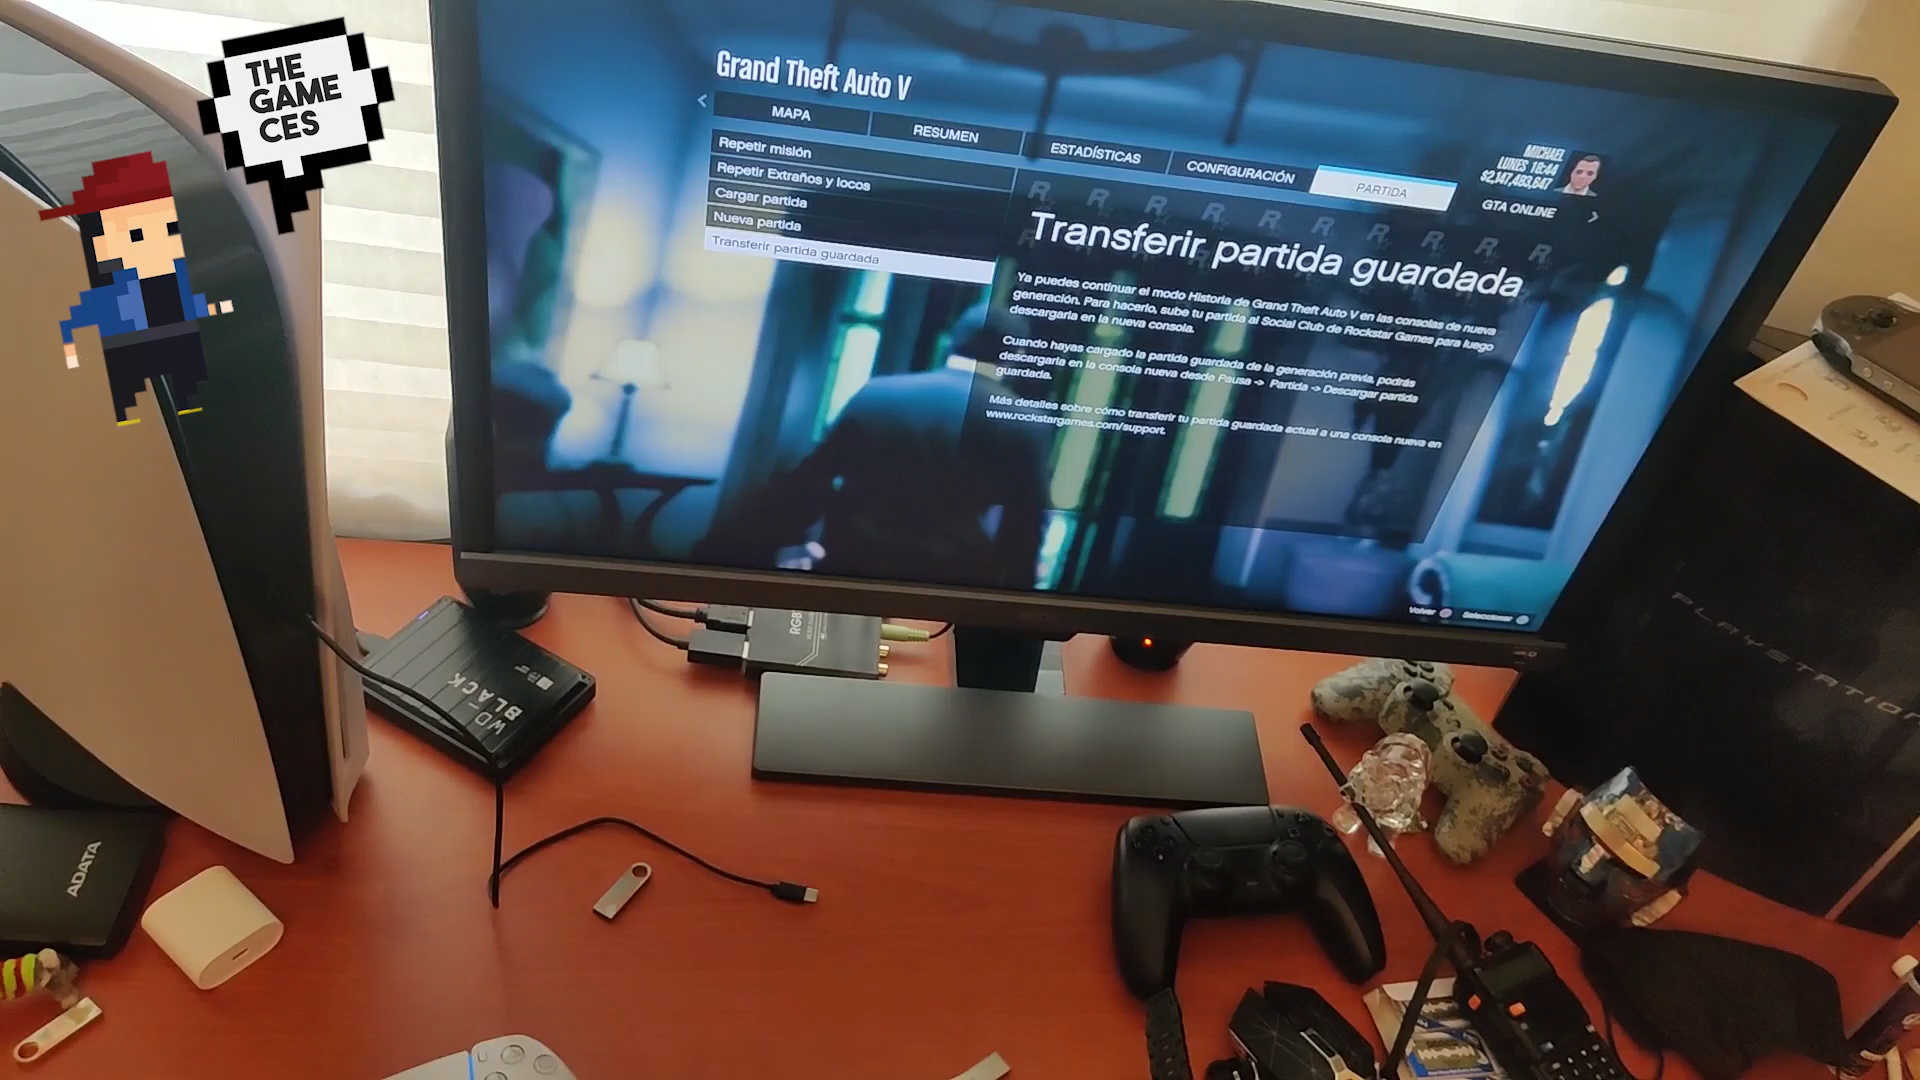 THE
GAME
CES
Grand Theft Auto V
MAPA
RESUMEN
ESTADÍSTICAS
CONFIGURACIÓN
PARTIDA
GTA ONLINE
MICHAEL
LUNES 16:44
$2,147,483,647
Repetir misión
Repetir Extraños y locos
Cargar partida
Nueva partida
Transferir partida guardada
Transferir partida guardada
Ya puedes continuar el modo Historia de Grand Theft Auto V en las consolas de nueva
generación. Para hacerlo, sube tu partida al Social Club de Rockstar Games para luego
descargarla en la nueva consola.
Cuando hayas cargado la partida guardada de la generación previa, podrás
descargarla en la consola nueva desde Pausa -> Partida -> Descargar partida
guardada.
Más detalles sobre cómo transferir tu partida guardada actual a una consola nueva en
www.rockstargames.com/support.
Volver
Seleccionar
WD_
BLACK
ADATA
PLAYSTATION